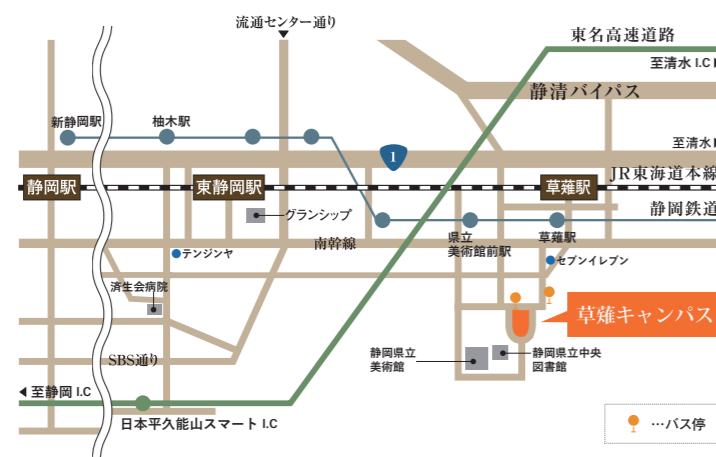 流通センター通り
東名高速道路
至清水 I.C
静清バイパス
新静岡駅
柚木駅
至清水
1
JR東海道本線
静岡駅
東静岡駅
草薙駅
静岡鉄道
グランシップ
南幹線
県立
美術館前駅
草薙駅
テンジンヤ
セブンイレブン
済生会病院
草薙キャンパス
SBS通り
静岡県立
美術館
静岡県立中央
図書館
至静岡 I.C
日本平久能山スマート I.C
…バス停